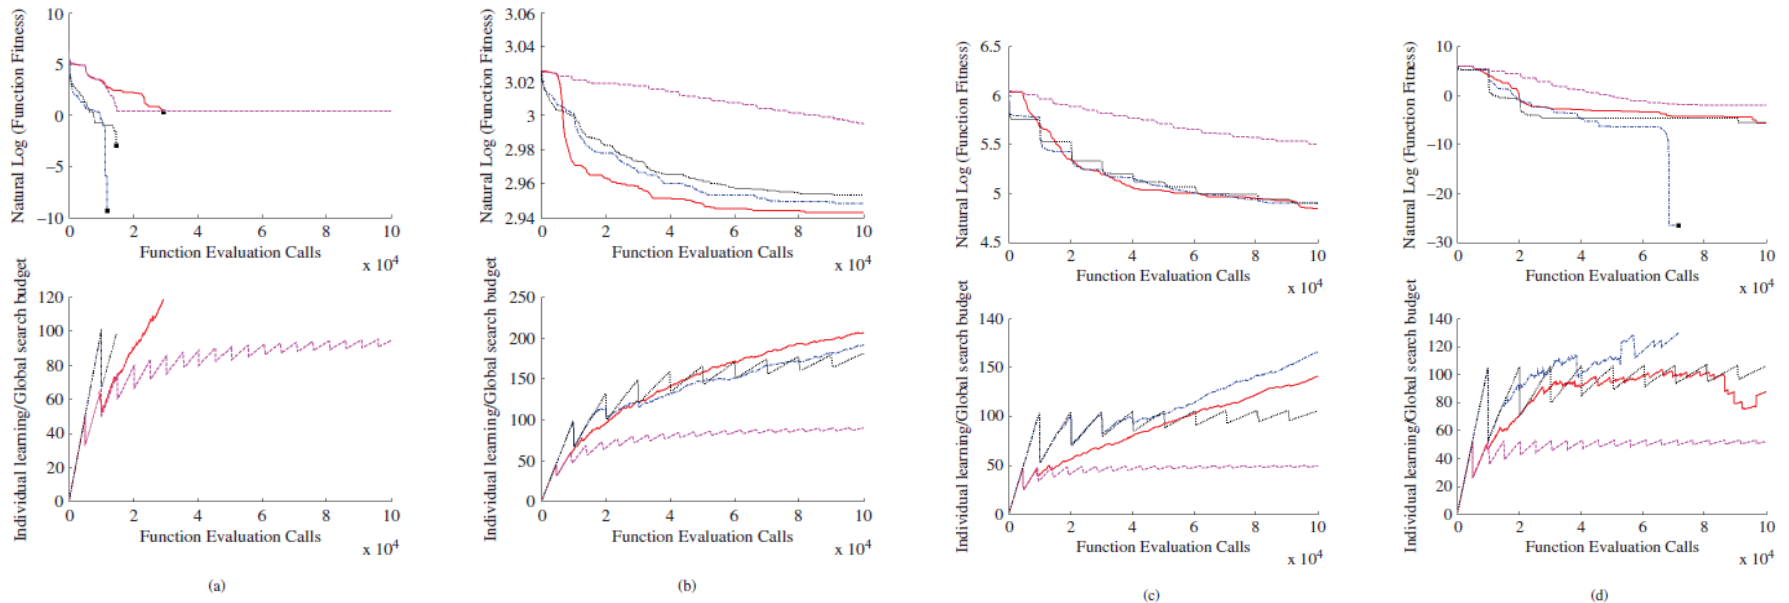 Natural Log (Function Fitness)
10
5
0
−5
−10
0 2 4 6 8 10
Function Evaluation Calls
x 10^4
Individual learning/Global search budget
120
100
80
60
40
20
0
0 2 4 6 8 10
Function Evaluation Calls
x 10^4
(a)
Natural Log (Function Fitness)
3.06
3.04
3.02
3
2.98
2.96
2.94
0 2 4 6 8 10
Function Evaluation Calls
x 10^4
Individual learning/Global search budget
250
200
150
100
50
0
0 2 4 6 8 10
Function Evaluation Calls
x 10^4
(b)
Natural Log (Function Fitness)
6.5
6
5.5
5
4.5
0 2 4 6 8 10
Function Evaluation Calls
x 10^4
Individual learning/Global search budget
140
150
100
50
0
0 2 4 6 8 10
Function Evaluation Calls
x 10^4
(c)
Natural Log (Function Fitness)
10
0
−10
−20
−30
0 2 4 6 8 10
Function Evaluation Calls
x 10^4
Individual learning/Global search budget
140
120
100
80
60
40
20
0
0 2 4 6 8 10
Function Evaluation Calls
x 10^4
(d)